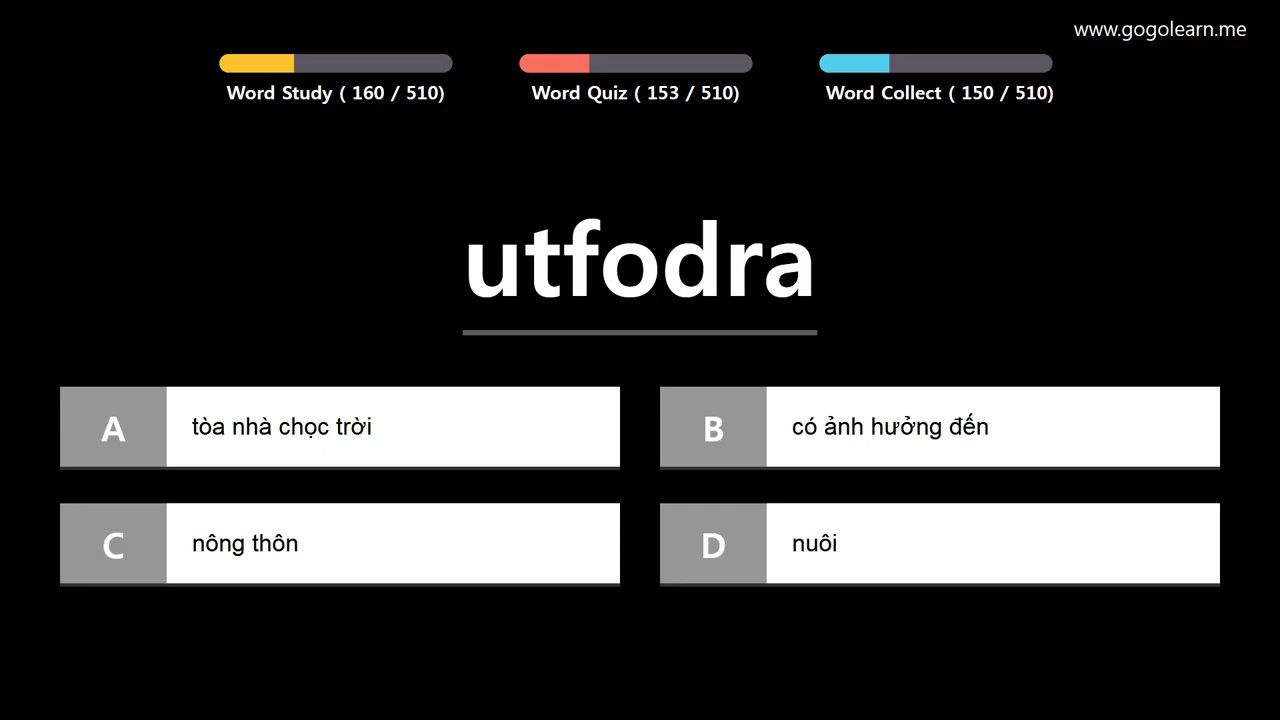 www.gogolearn.me
Word Study ( 160 / 510)
Word Quiz ( 153 / 510)
Word Collect ( 150 / 510)
utfodra
A
tòa nhà chọc trời
B
có ảnh hưởng đến
C
nông thôn
D
nuôi